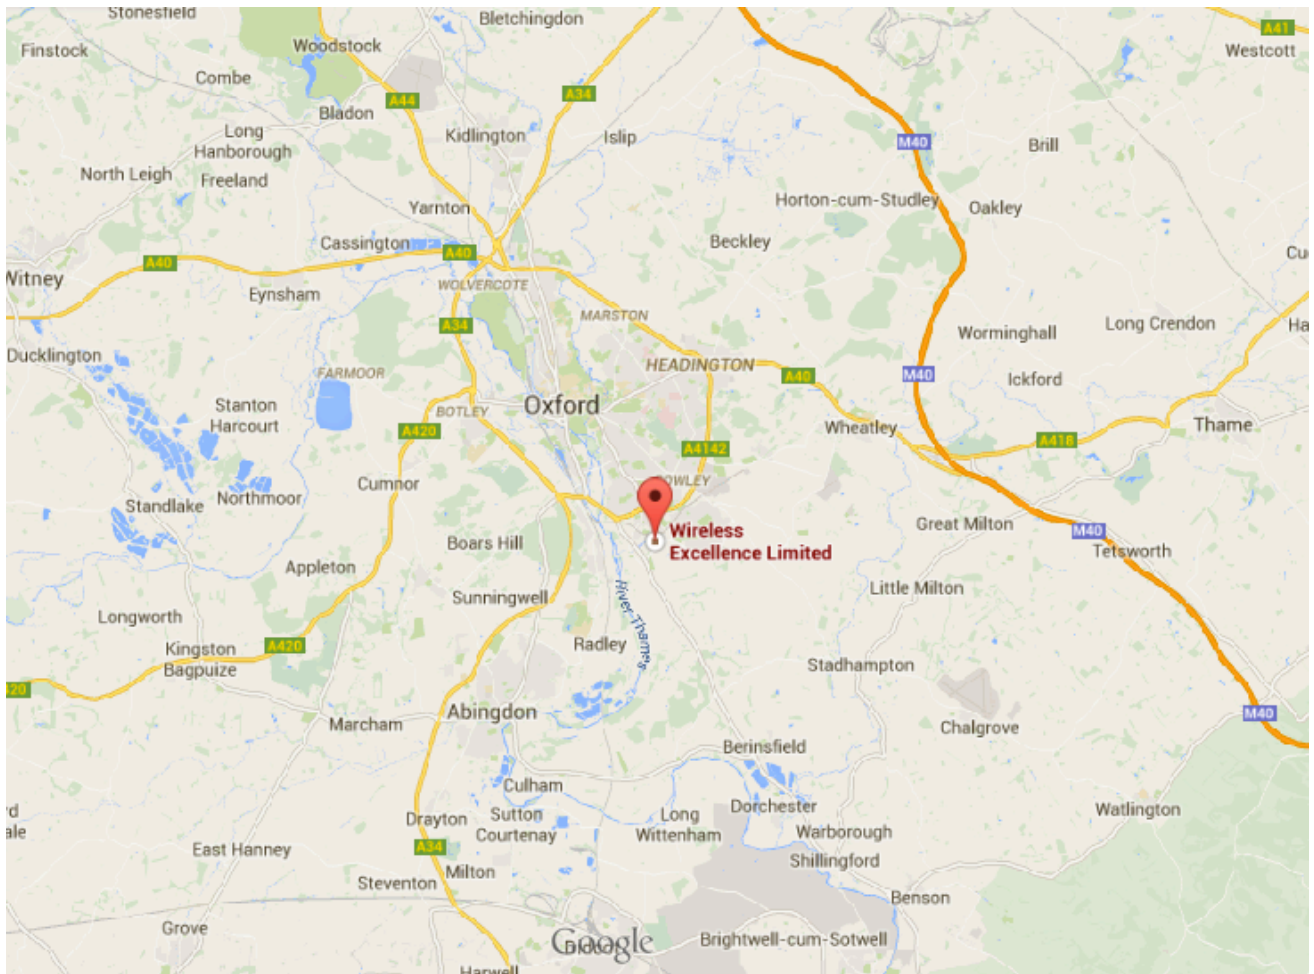 Stonesfield
Bletchingdon
A41
Finstock
Woodstock
Westcott
Combe
A44
A34
Bladon
Kidlington
Islip
Long
Hanborough
M40
Brill
North Leigh
Freeland
Yarnton
Horton-cum-Studley
Oakley
Cassington
A40
Beckley
A40
Witney
WOLVERCOTE
Eynsham
MARSTON
A34
Worminghall
Long Crendon
Ha
Ducklington
FARMOOR
HEADINGTON
A40
M40
Ickford
Stanton
Harcourt
BOTLEY
Oxford
A420
Wheatley
A418
Thame
A4142
Cumnor
OWLEY
Northmoor
Standlake
Great Milton
Wireless
Excellence Limited
M40
Tetsworth
Boars Hill
Appleton
Little Milton
Sunningwell
River Thames
Longworth
Kingston
Bagpuize
A420
Radley
Stadhampton
20
Abingdon
M40
Marcham
Chalgrove
Berinsfield
Culham
Dorchester
Watlington
rd
ale
Drayton
Sutton
Courtenay
Long
Wittenham
Warborough
East Hanney
A34
Shillingford
Milton
Steventon
Benson
Grove
Google
Brightwell-cum-Sotwell
Harwell